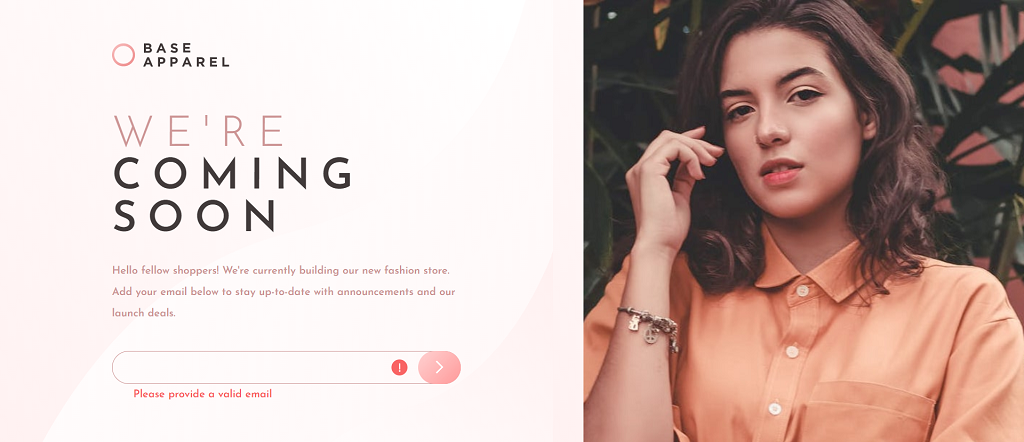 BASE
APPAREL
WE'RE
COMING
SOON
Hello fellow shoppers! We're currently building our new fashion store.
Add your email below to stay up-to-date with announcements and our
launch deals.
!
Please provide a valid email